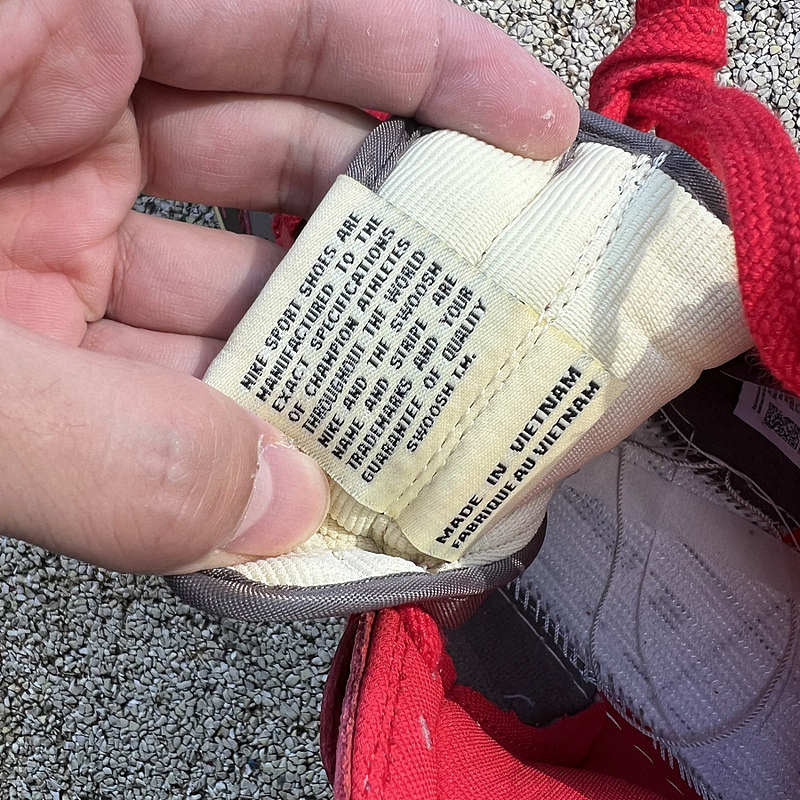 NIKE SPORT SHOES ARE
MANUFACTURED TO THE
EXACT SPECIFICATIONS
OF CHAMPION ATHLETES
THROUGHOUT THE WORLD
NIKE AND THE SWOOSH
NAME AND STRIPE ARE
TRADEMARKS AND YOUR
GUARANTEE OF QUALITY
SWOOSH T.M.
MADE IN VIETNAM
FABRIQUE AU VIETNAM